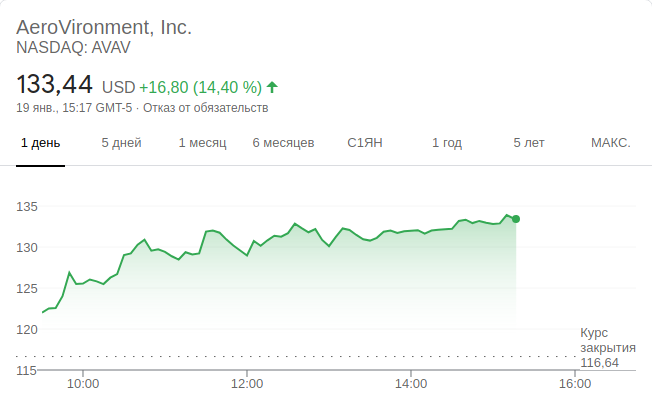 AeroVironment, Inc.
NASDAQ: AVAV
133,44 USD +16,80 (14,40 %)
19 янв., 15:17 GMT-5 · Отказ от обязательств
1 день 5 дней 1 месяц 6 месяцев С1ЯН 1 год 5 лет МАКС.
135
130
125
120
Курс
закрытия
116,64
115
10:00 12:00 14:00 16:00